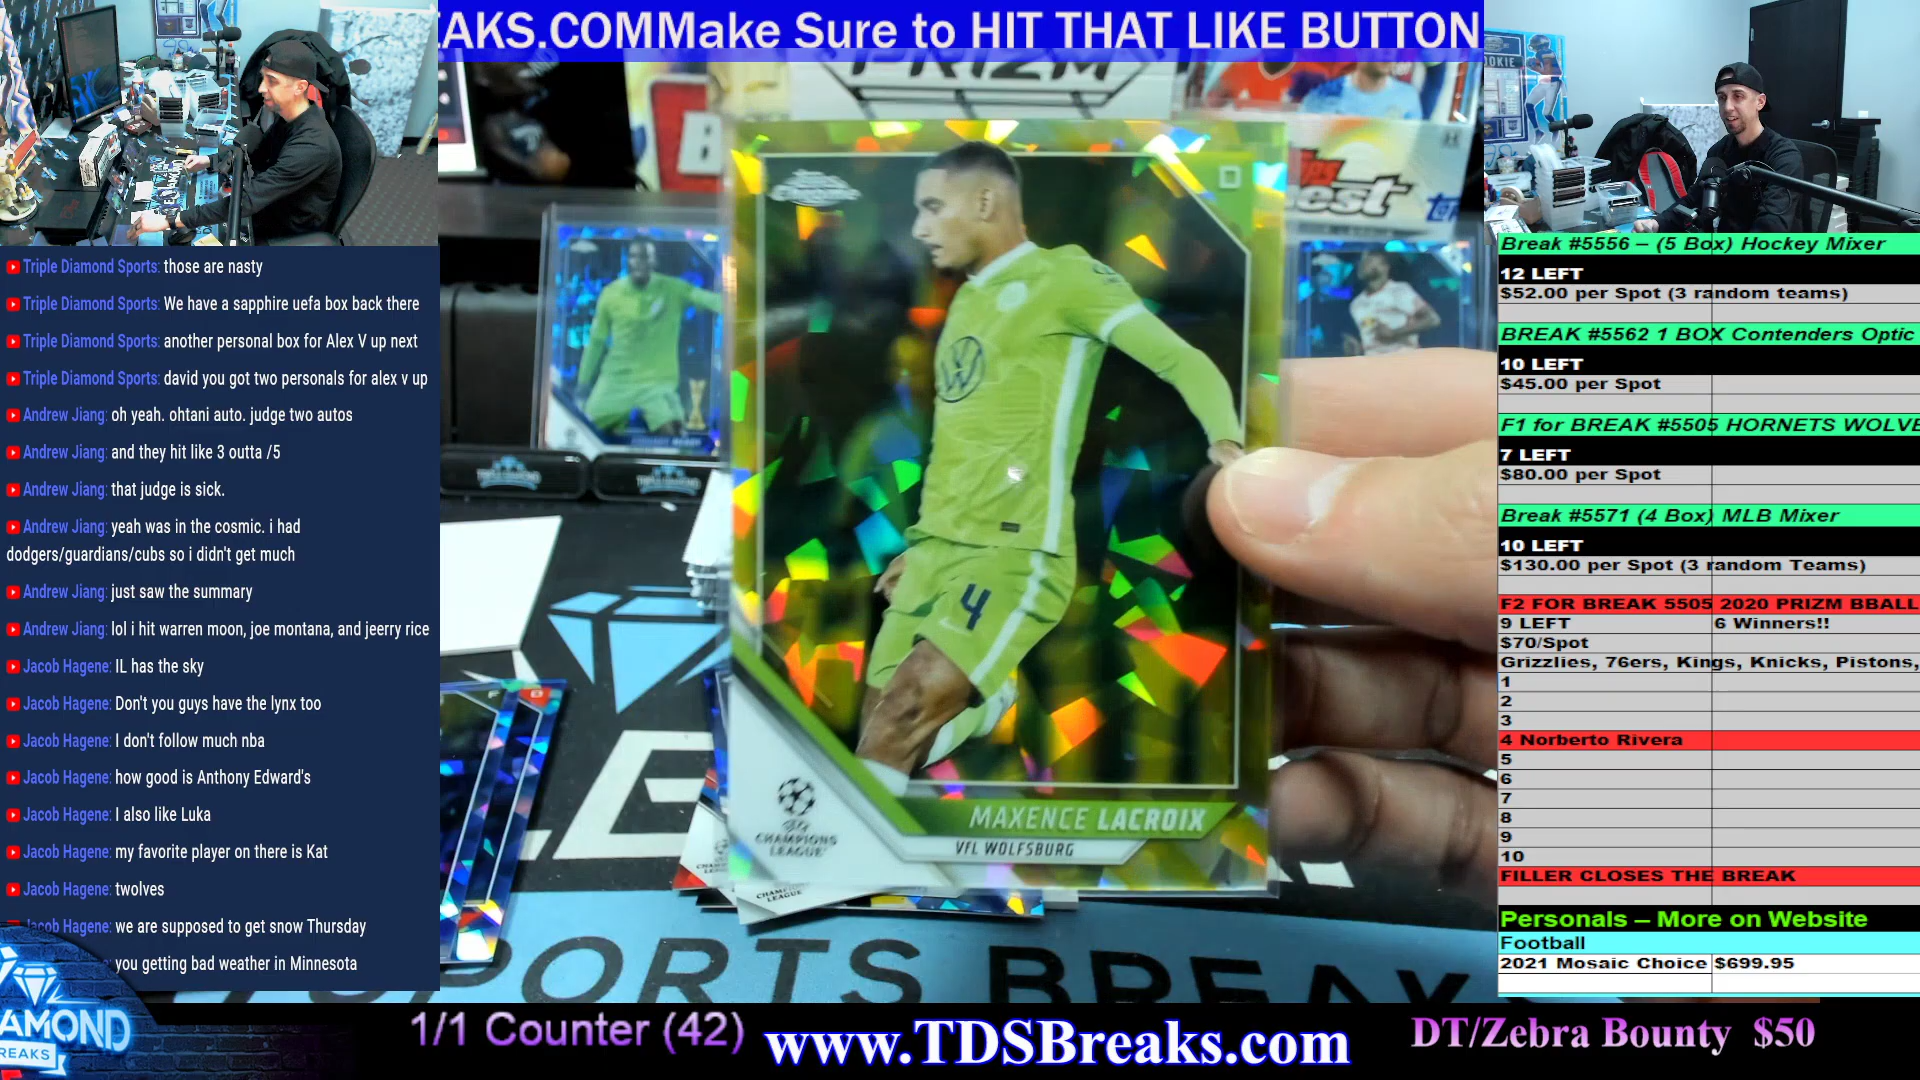 AKS.COMMake Sure to HIT THAT LIKE BUTTON
PRIZM
Triple Diamond Sports: those are nasty
Triple Diamond Sports: We have a sapphire uefa box back there
Triple Diamond Sports: another personal box for Alex V up next
Triple Diamond Sports: david you got two personals for alex v up
Andrew Jiang: oh yeah. ohtani auto. judge two autos
Andrew Jiang: and they hit like 3 outta /5
Andrew Jiang: that judge is sick.
Andrew Jiang: yeah was in the cosmic. i had
dodgers/guardians/cubs so i didn't get much
Andrew Jiang: just saw the summary
Andrew Jiang: lol i hit warren moon, joe montana, and jeerry rice
Jacob Hagene: IL has the sky
Jacob Hagene: Don't you guys have the lynx too
Jacob Hagene: I don't follow much nba
Jacob Hagene: how good is Anthony Edward's
Jacob Hagene: I also like Luka
Jacob Hagene: my favorite player on there is Kat
Jacob Hagene: twolves
Jacob Hagene: we are supposed to get snow Thursday
you getting bad weather in Minnesota
AMOND
REAKS
4
MAXENCE LACROIX
VFL WOLFSBURG
CHAMPIONS
LEAGUE
SPORTS BREAK
Break #5556 – (5 Box) Hockey Mixer
12 LEFT
$52.00 per Spot (3 random teams)
BREAK #5562 1 BOX Contenders Optic
10 LEFT
$45.00 per Spot
F1 for BREAK #5505 HORNETS WOLVE
7 LEFT
$80.00 per Spot
Break #5571 (4 Box) MLB Mixer
10 LEFT
$130.00 per Spot (3 random Teams)
F2 FOR BREAK 5505 2020 PRIZM BBALL
9 LEFT 6 Winners!!
$70/Spot
Grizzlies, 76ers, Kings, Knicks, Pistons,
1
2
3
4 Norberto Rivera
5
6
7
8
9
10
FILLER CLOSES THE BREAK
Personals – More on Website
Football
2021 Mosaic Choice $699.95
1/1 Counter (42)
www.TDSBreaks.com
DT/Zebra Bounty $50